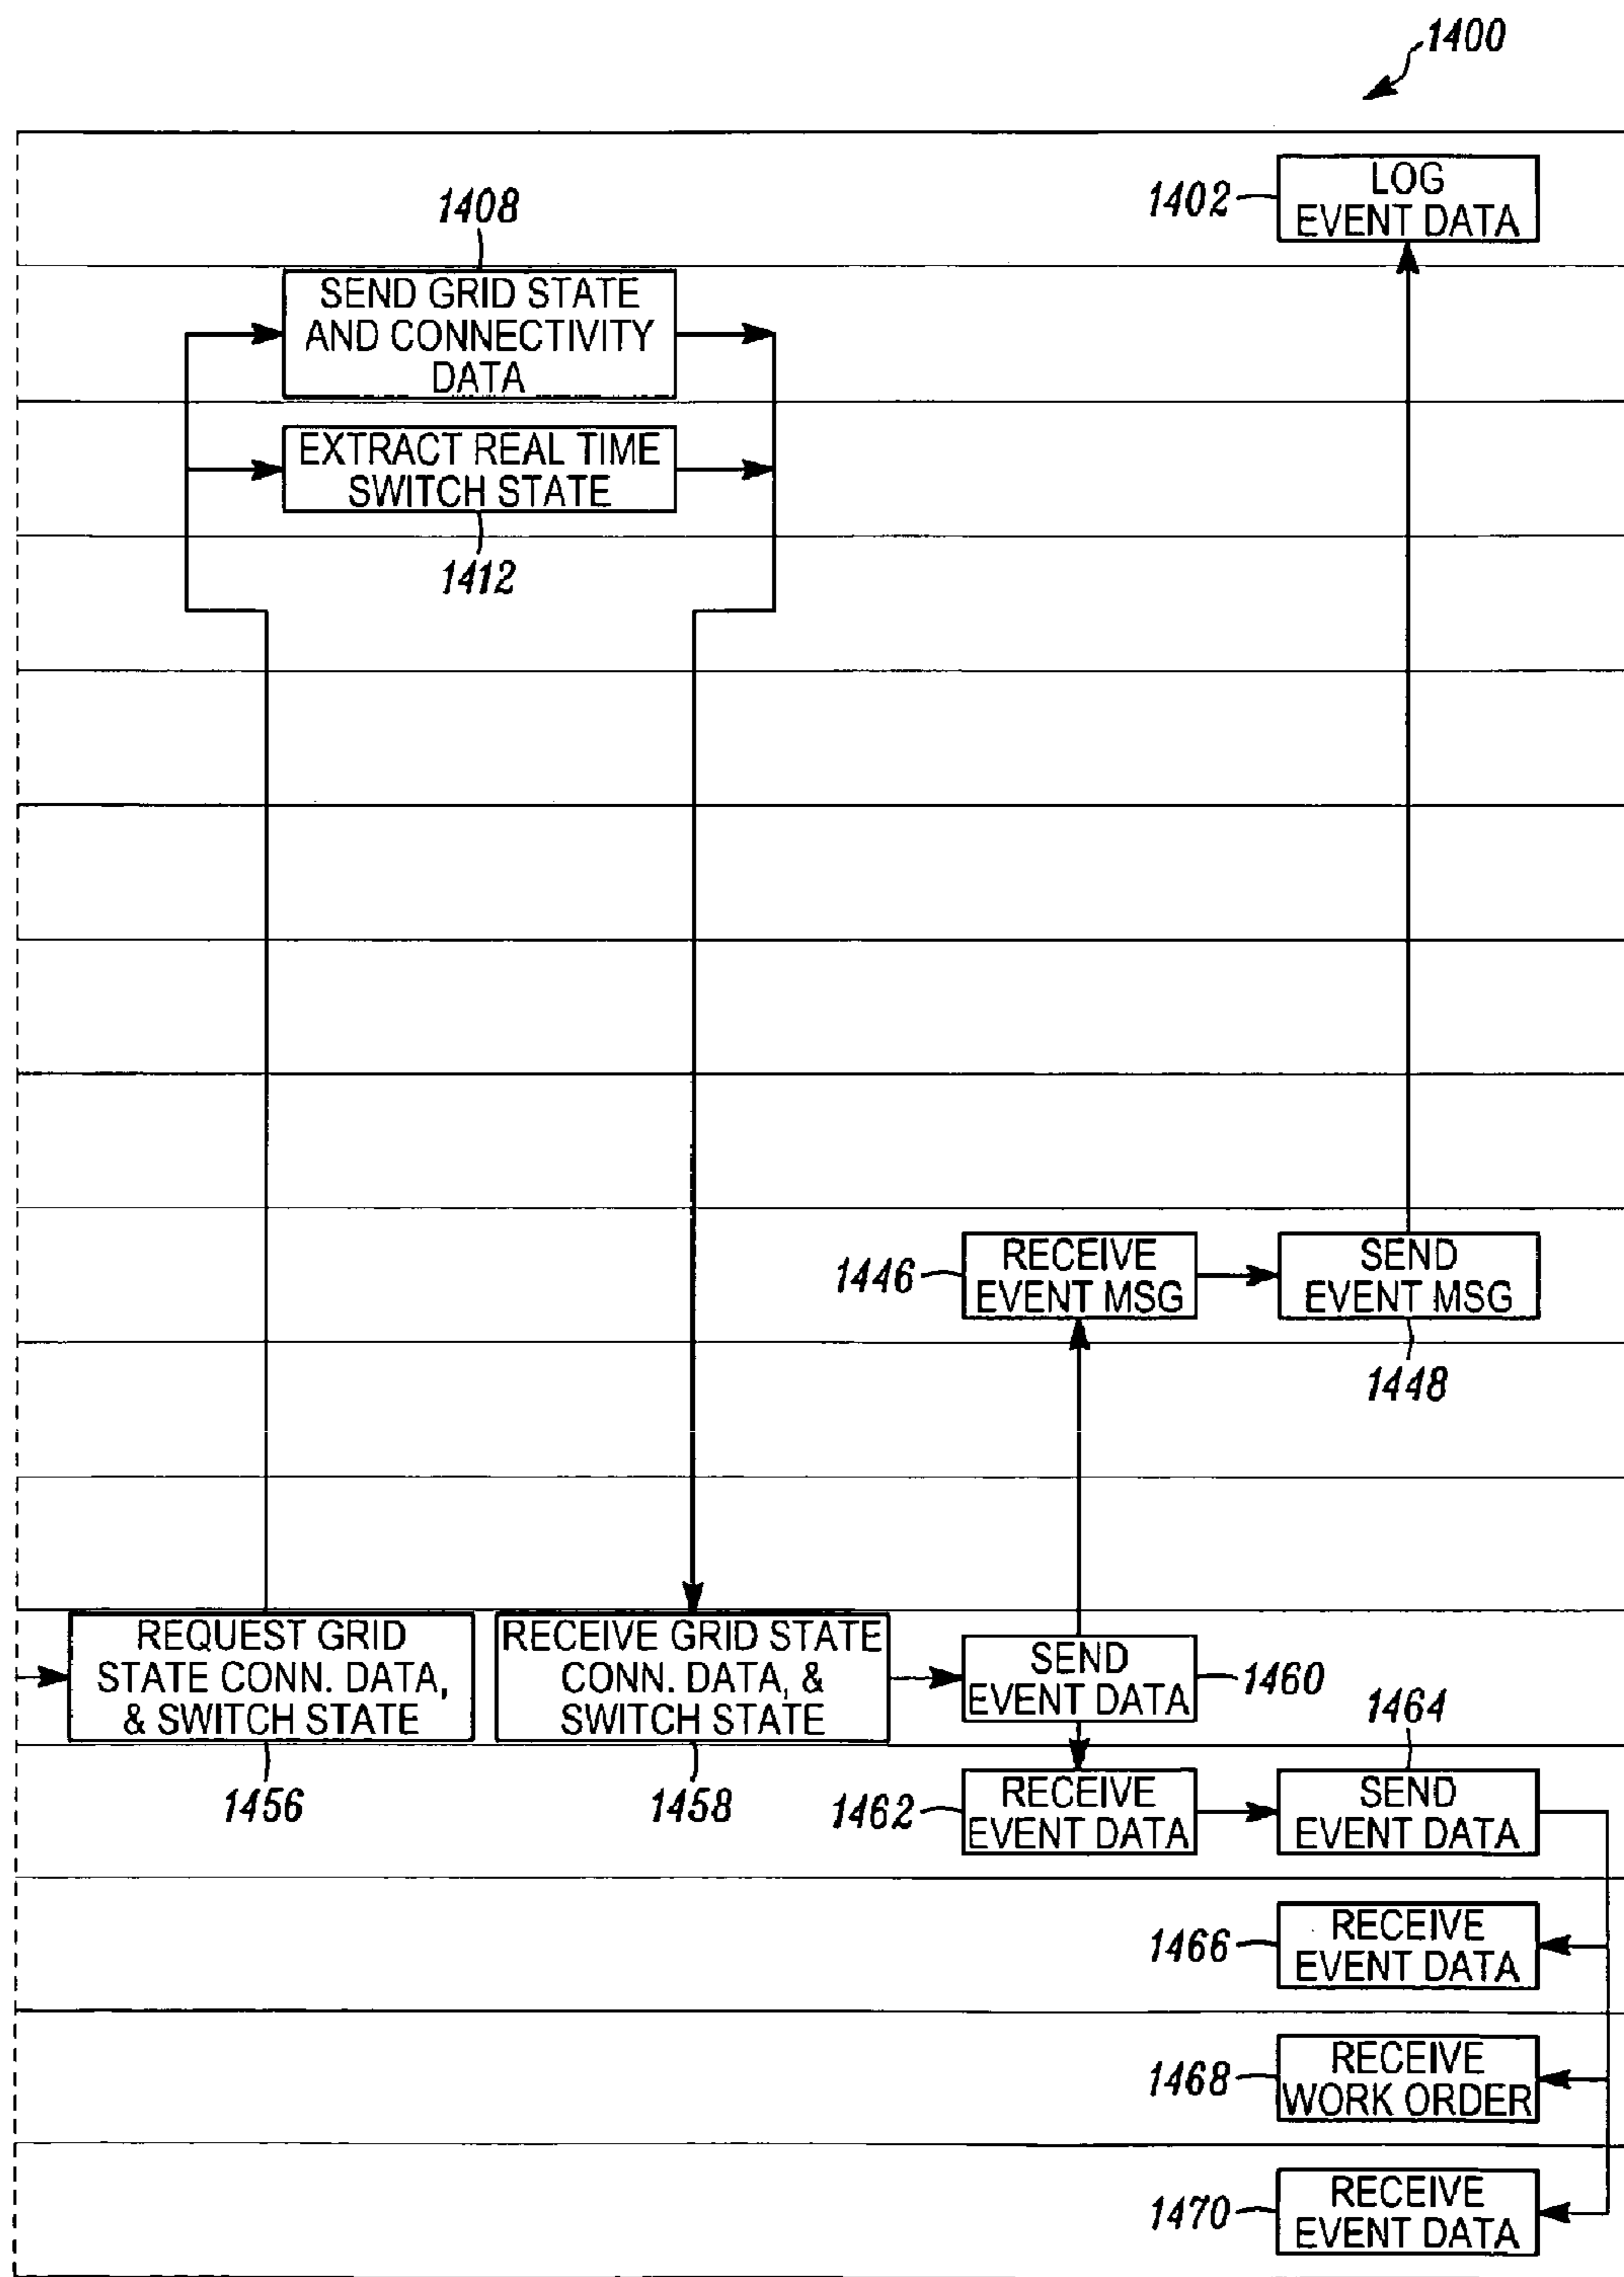 1400
1402
LOG
EVENT DATA
1408
SEND GRID STATE
AND CONNECTIVITY
DATA
EXTRACT REAL TIME
SWITCH STATE
1412
1446
RECEIVE
EVENT MSG
SEND
EVENT MSG
1448
REQUEST GRID
STATE CONN. DATA,
& SWITCH STATE
1456
RECEIVE GRID STATE
CONN. DATA, &
SWITCH STATE
1458
SEND
EVENT DATA
1460
1462
RECEIVE
EVENT DATA
1464
SEND
EVENT DATA
1466
RECEIVE
EVENT DATA
1468
RECEIVE
WORK ORDER
1470
RECEIVE
EVENT DATA